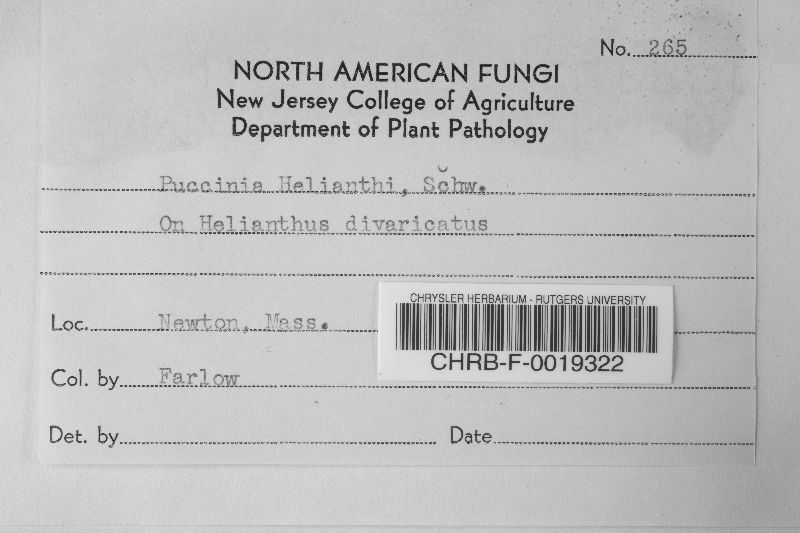 No. 265
NORTH AMERICAN FUNGI
New Jersey College of Agriculture
Department of Plant Pathology
Puccinia Helianthi, Schw.
On Helianthus divaricatus
CHRYSLER HERBARIUM - RUTGERS UNIVERSITY
Loc. Newton, Mass.
CHRB-F-0019322
Col. by Farlow
Det. by Date